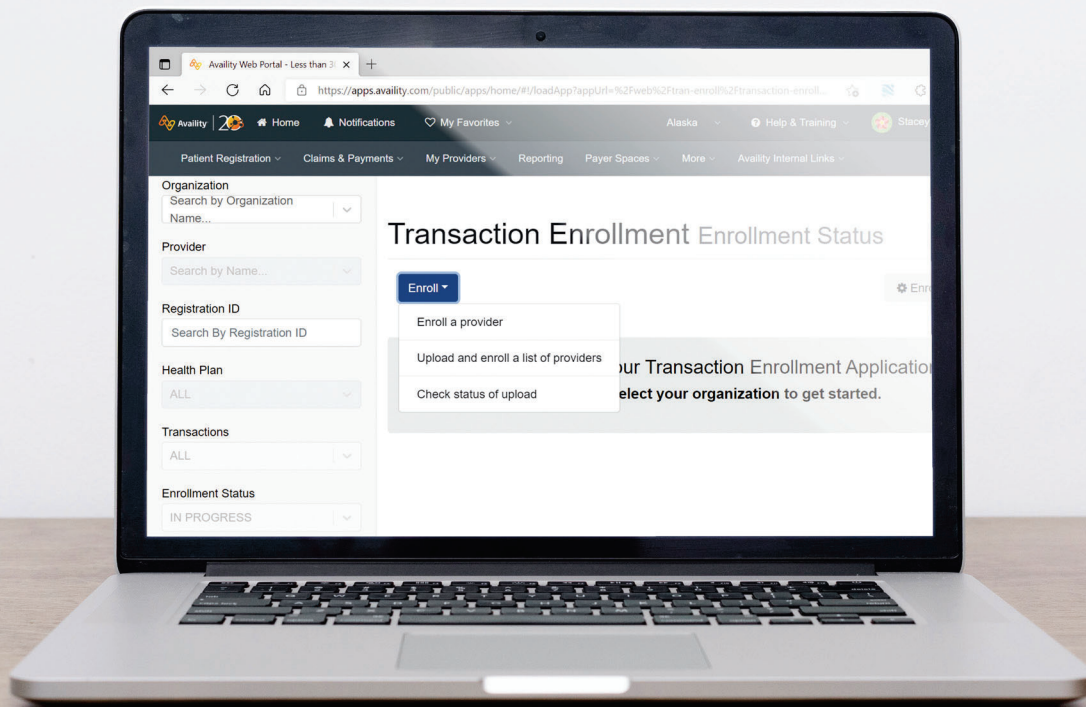 Availity Web Portal - Less than 3
https://apps.availity.com/public/apps/home/#!/loadApp?appUrl=%2Fweb%2Ftran-enroll%2Ftransaction-enroll...
Availity 20 Home Notifications My Favorites Alaska Help & Training Stacey
Patient Registration Claims & Payments My Providers Reporting Payer Spaces More Availity Internal Links
Organization
Search by Organization
Name...
Provider
Search by Name...
Registration ID
Search By Registration ID
Health Plan
ALL
Transactions
ALL
Enrollment Status
IN PROGRESS
Transaction Enrollment Enrollment Status
Enroll
Enro
Enroll a provider
Upload and enroll a list of providers
Check status of upload
our Transaction Enrollment Application
elect your organization to get started.